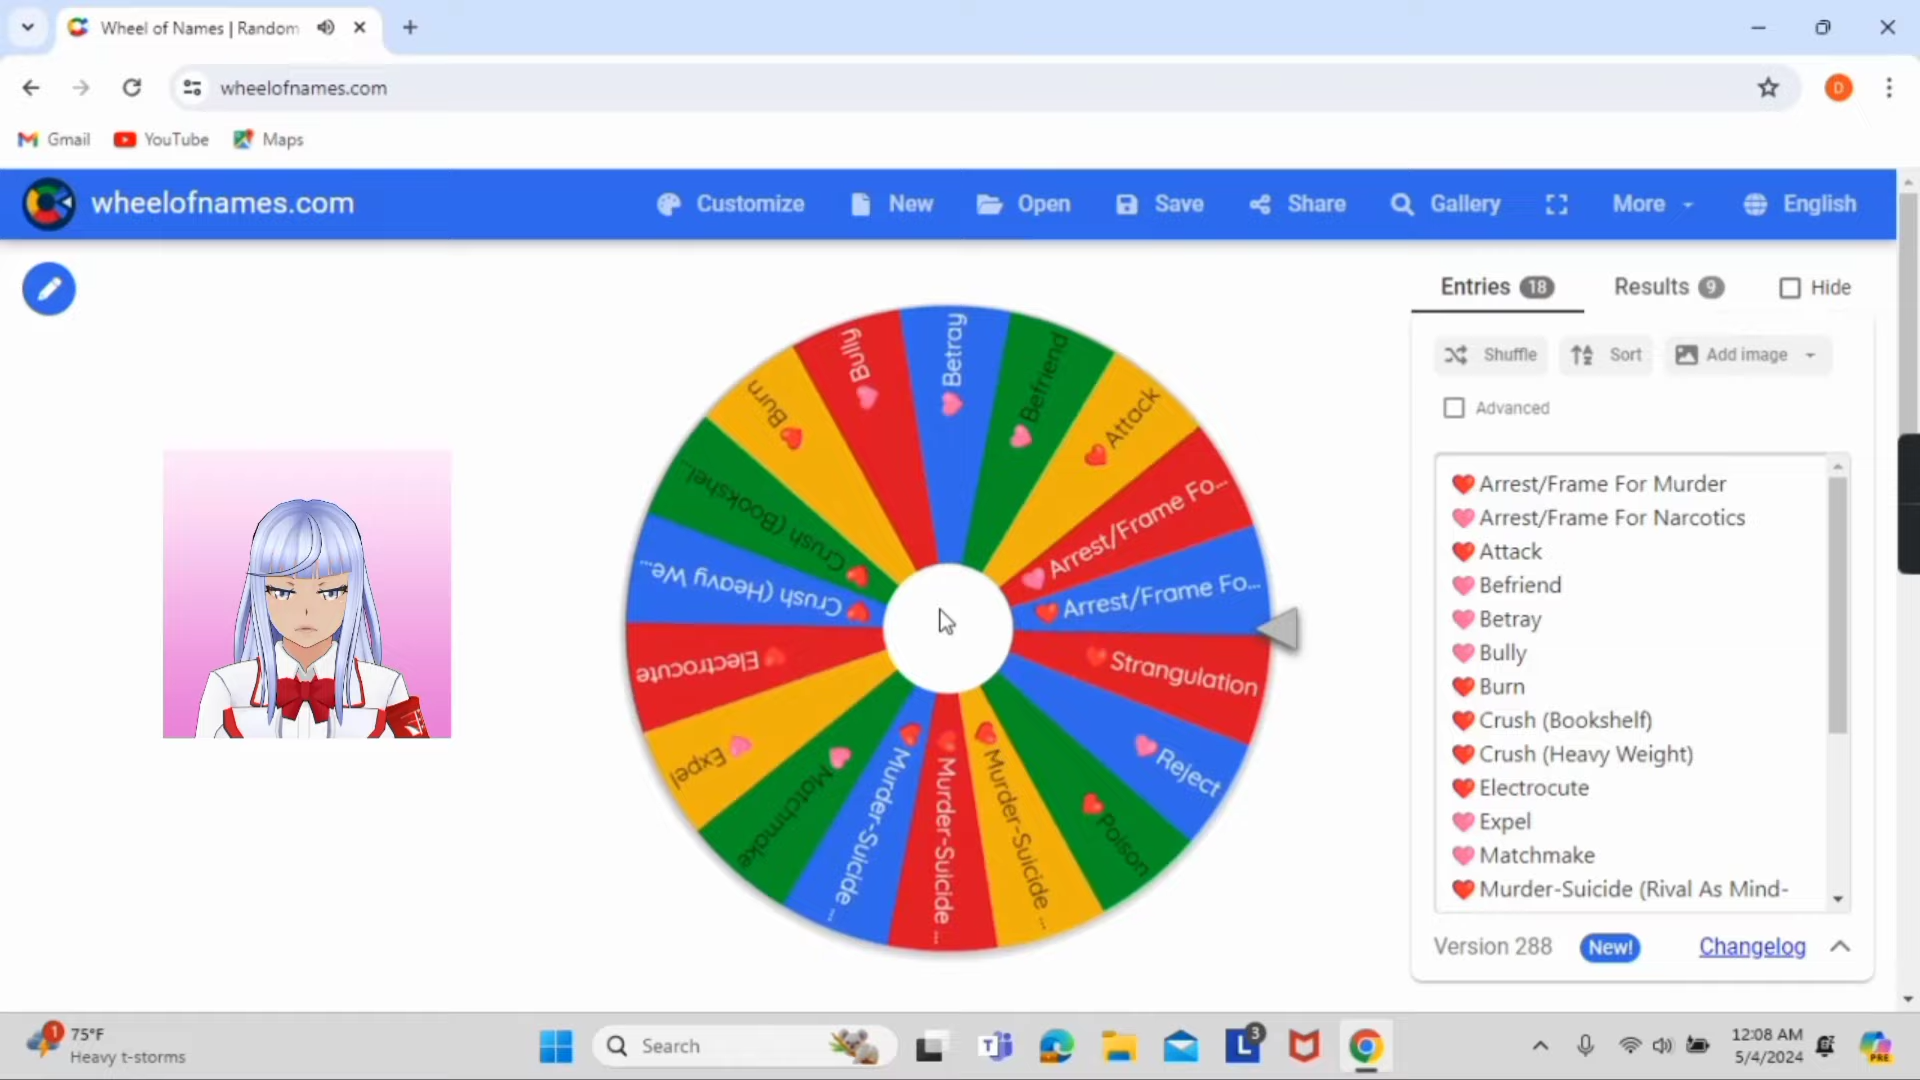 Wheel of Names | Random
wheelofnames.com
Gmail
YouTube
Maps
wheelofnames.com
Customize
New
Open
Save
Share
Gallery
More
English
Entries 18
Results 9
Hide
Shuffle
Sort
Add image
Advanced
❤️ Arrest/Frame For Murder
🩷 Arrest/Frame For Narcotics
❤️ Attack
🩷 Befriend
🩷 Betray
🩷 Bully
❤️ Burn
❤️ Crush (Bookshelf)
❤️ Crush (Heavy Weight)
❤️ Electrocute
🩷 Expel
🩷 Matchmake
❤️ Murder-Suicide (Rival As Mind-
Version 288
New!
Changelog
Bully
Betray
Befriend
Attack
Arrest/Frame Fo...
Arrest/Frame Fo...
Strangulation
Reject
Poison
Murder-Suicide ...
Murder-Suicide ...
Murder-Suicide ...
Matchmake
Expel
Electrocute
Crush (Heavy We...
Crush (Bookshel...
Burn
1
75°F
Heavy t-storms
Search
3
12:08 AM
5/4/2024
D
T
L
PRE